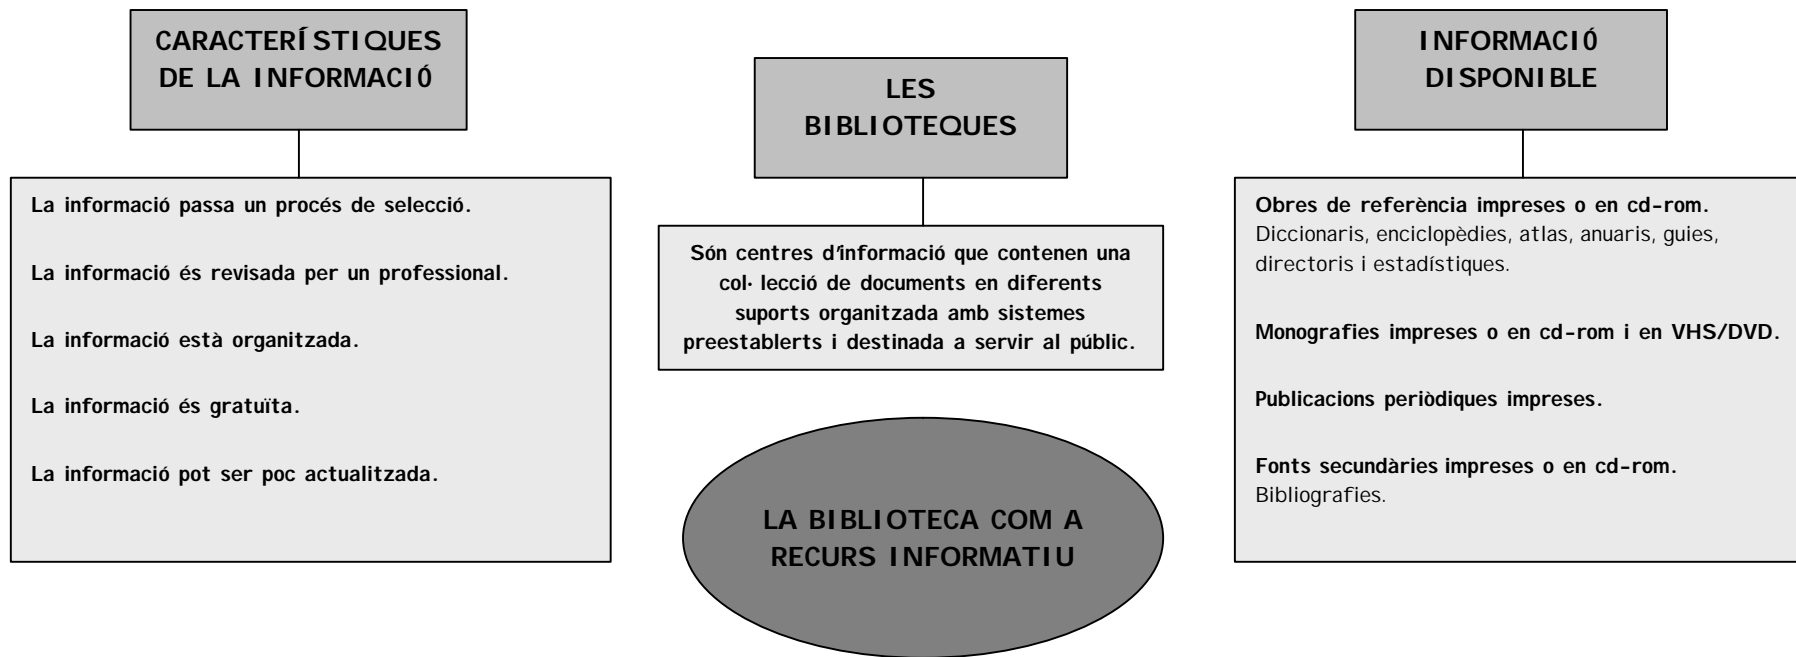 CARACTERÍSTIQUES
DE LA INFORMACIÓ
La informació passa un procés de selecció.
La informació és revisada per un professional.
La informació està organitzada.
La informació és gratuïta.
La informació pot ser poc actualitzada.
LES
BIBLIOTEQUES
Són centres d'informació que contenen una
col·lecció de documents en diferents
suports organitzada amb sistemes
preestablerts i destinada a servir al públic.
LA BIBLIOTECA COM A
RECURS INFORMATIU
INFORMACIÓ
DISPONIBLE
Obres de referència impreses o en cd-rom.
Diccionaris, enciclopèdies, atlas, anuaris, guies,
directoris i estadístiques.
Monografies impreses o en cd-rom i en VHS/DVD.
Publicacions periòdiques impreses.
Fonts secundàries impreses o en cd-rom.
Bibliografies.